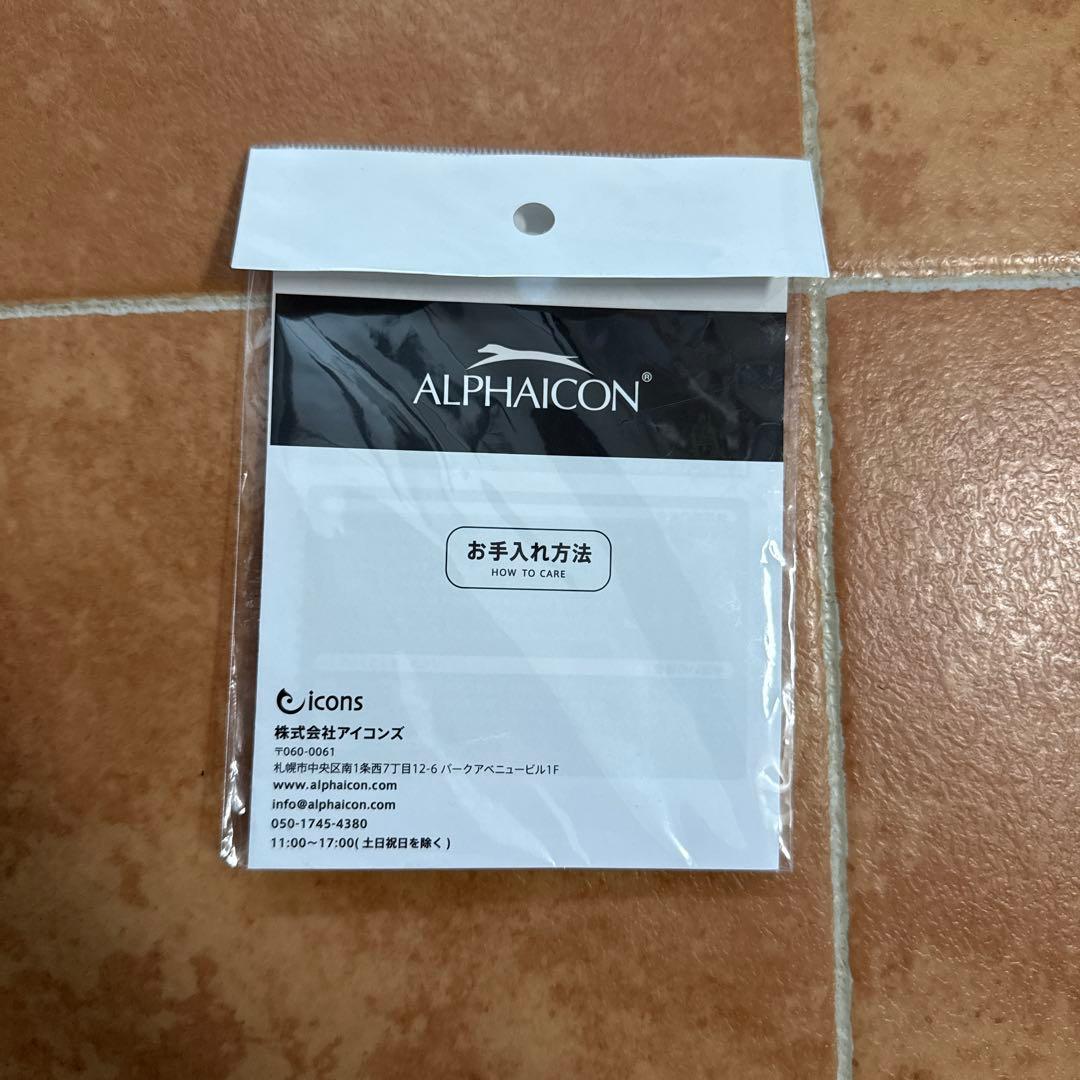 ALPHAICON®
お手入れ方法
HOW TO CARE
icons
株式会社アイコンズ
〒060-0061
札幌市中央区南1条西7丁目12-6 パークアベニュービル1F
www.alphaicon.com
info@alphaicon.com
050-1745-4380
11:00～17:00( 土日祝日を除く )